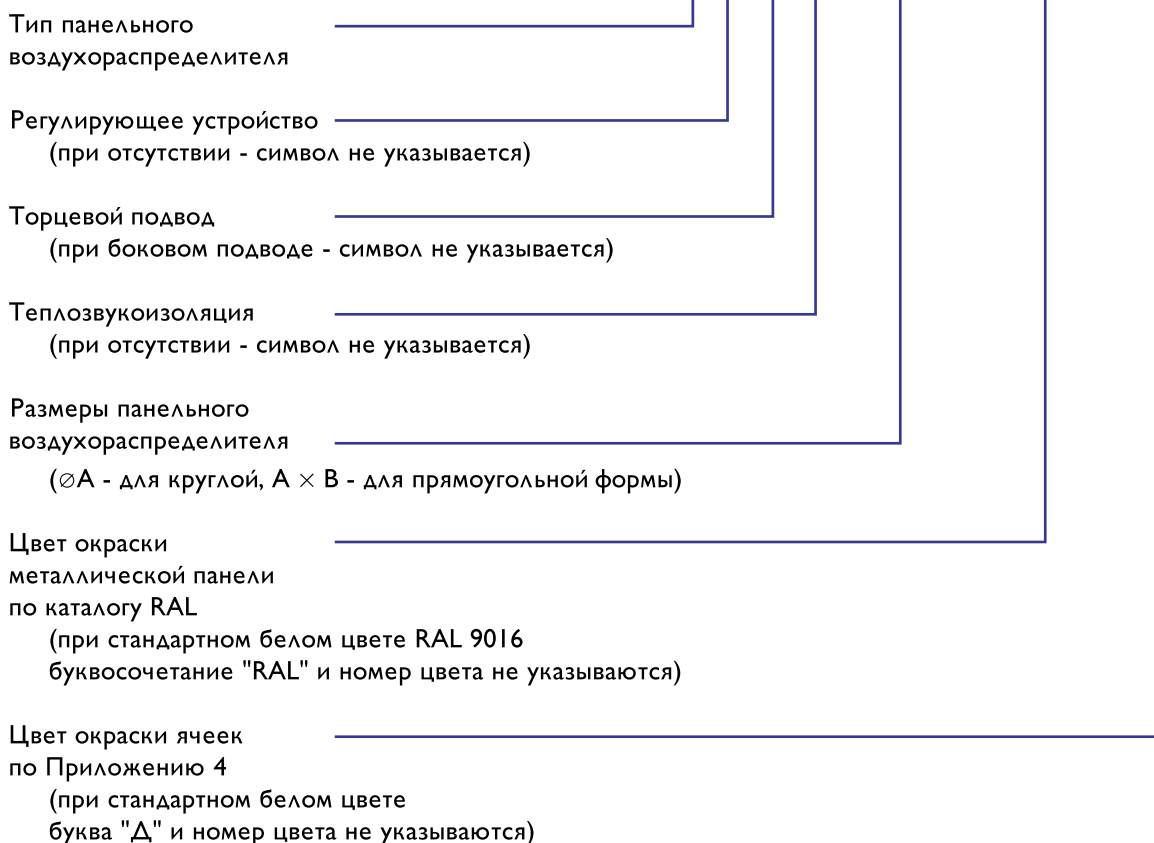 Тип панельного
воздухораспределителя
Регулирующее устройство
(при отсутствии - символ не указывается)
Торцевой подвод
(при боковом подводе - символ не указывается)
Теплозвукоизоляция
(при отсутствии - символ не указывается)
Размеры панельного
воздухораспределителя
(∅А - для круглой, А × В - для прямоугольной формы)
Цвет окраски
металлической панели
по каталогу RAL
(при стандартном белом цвете RAL 9016
буквосочетание "RAL" и номер цвета не указываются)
Цвет окраски ячеек
по Приложению 4
(при стандартном белом цвете
буква "Д" и номер цвета не указываются)